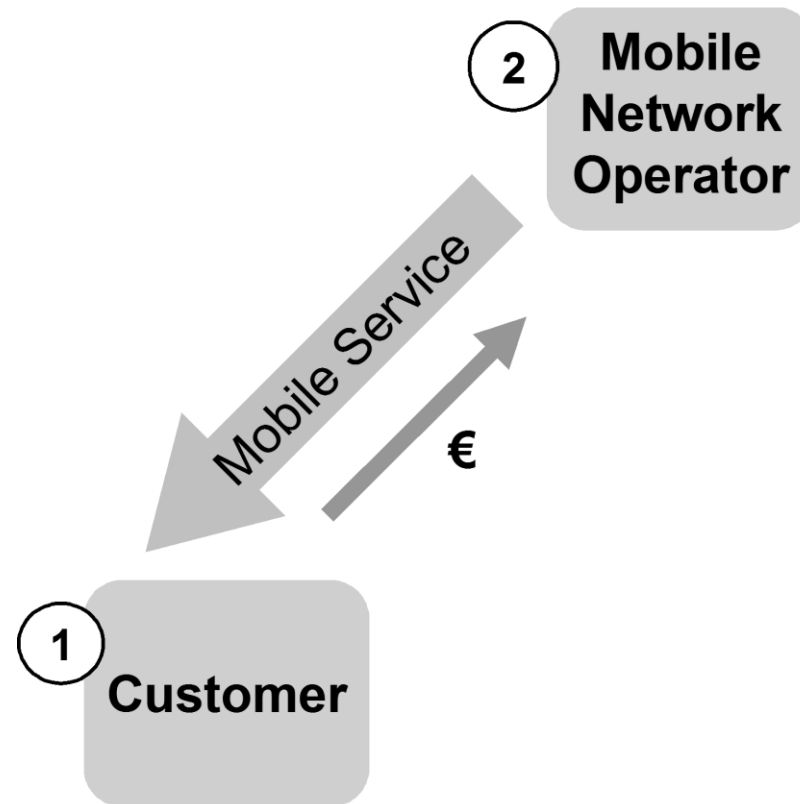 2
Mobile
Network
Operator
Mobile Service
€
1
Customer